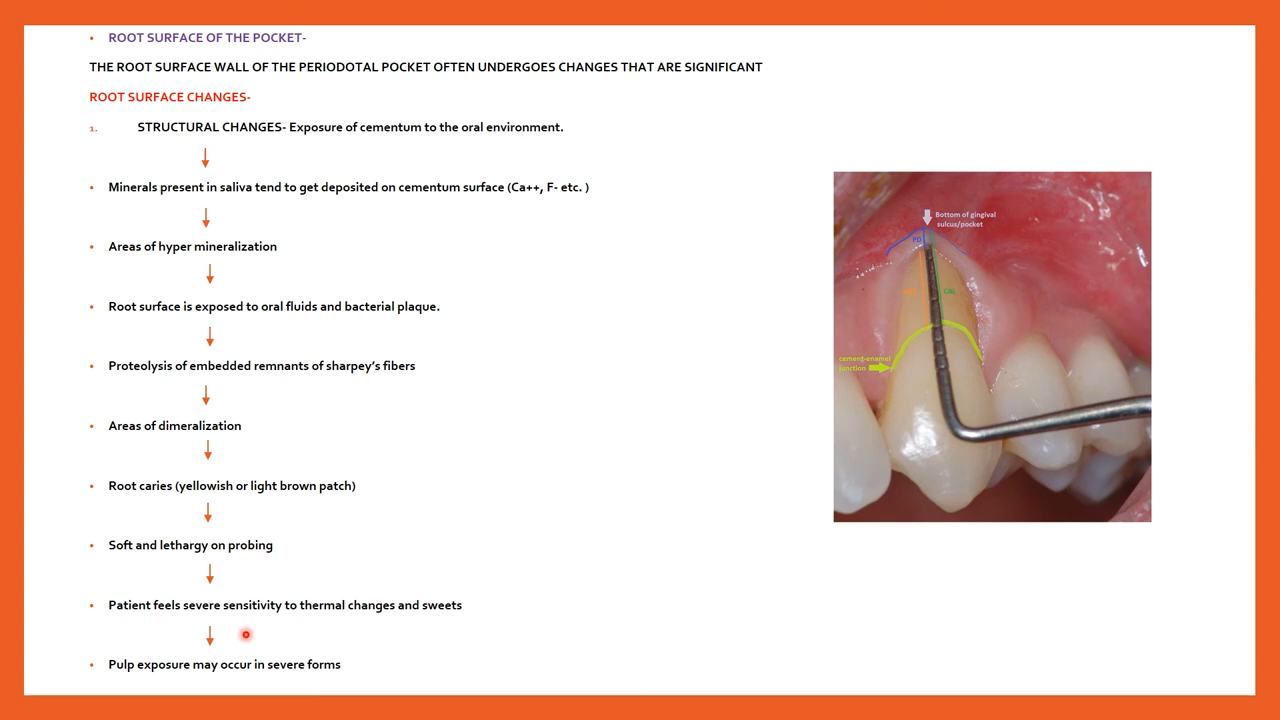 ROOT SURFACE OF THE POCKET-
THE ROOT SURFACE WALL OF THE PERIODOTAL POCKET OFTEN UNDERGOES CHANGES THAT ARE SIGNIFICANT
ROOT SURFACE CHANGES-
1. STRUCTURAL CHANGES- Exposure of cementum to the oral environment.
Minerals present in saliva tend to get deposited on cementum surface (Ca++, F- etc. )
Areas of hyper mineralization
Root surface is exposed to oral fluids and bacterial plaque.
Proteolysis of embedded remnants of sharpey's fibers
Areas of dimeralization
Root caries (yellowish or light brown patch)
Soft and lethargy on probing
Patient feels severe sensitivity to thermal changes and sweets
Pulp exposure may occur in severe forms
Bottom of gingival
sulcus/pocket
PD
CAL
cement-enamel
junction